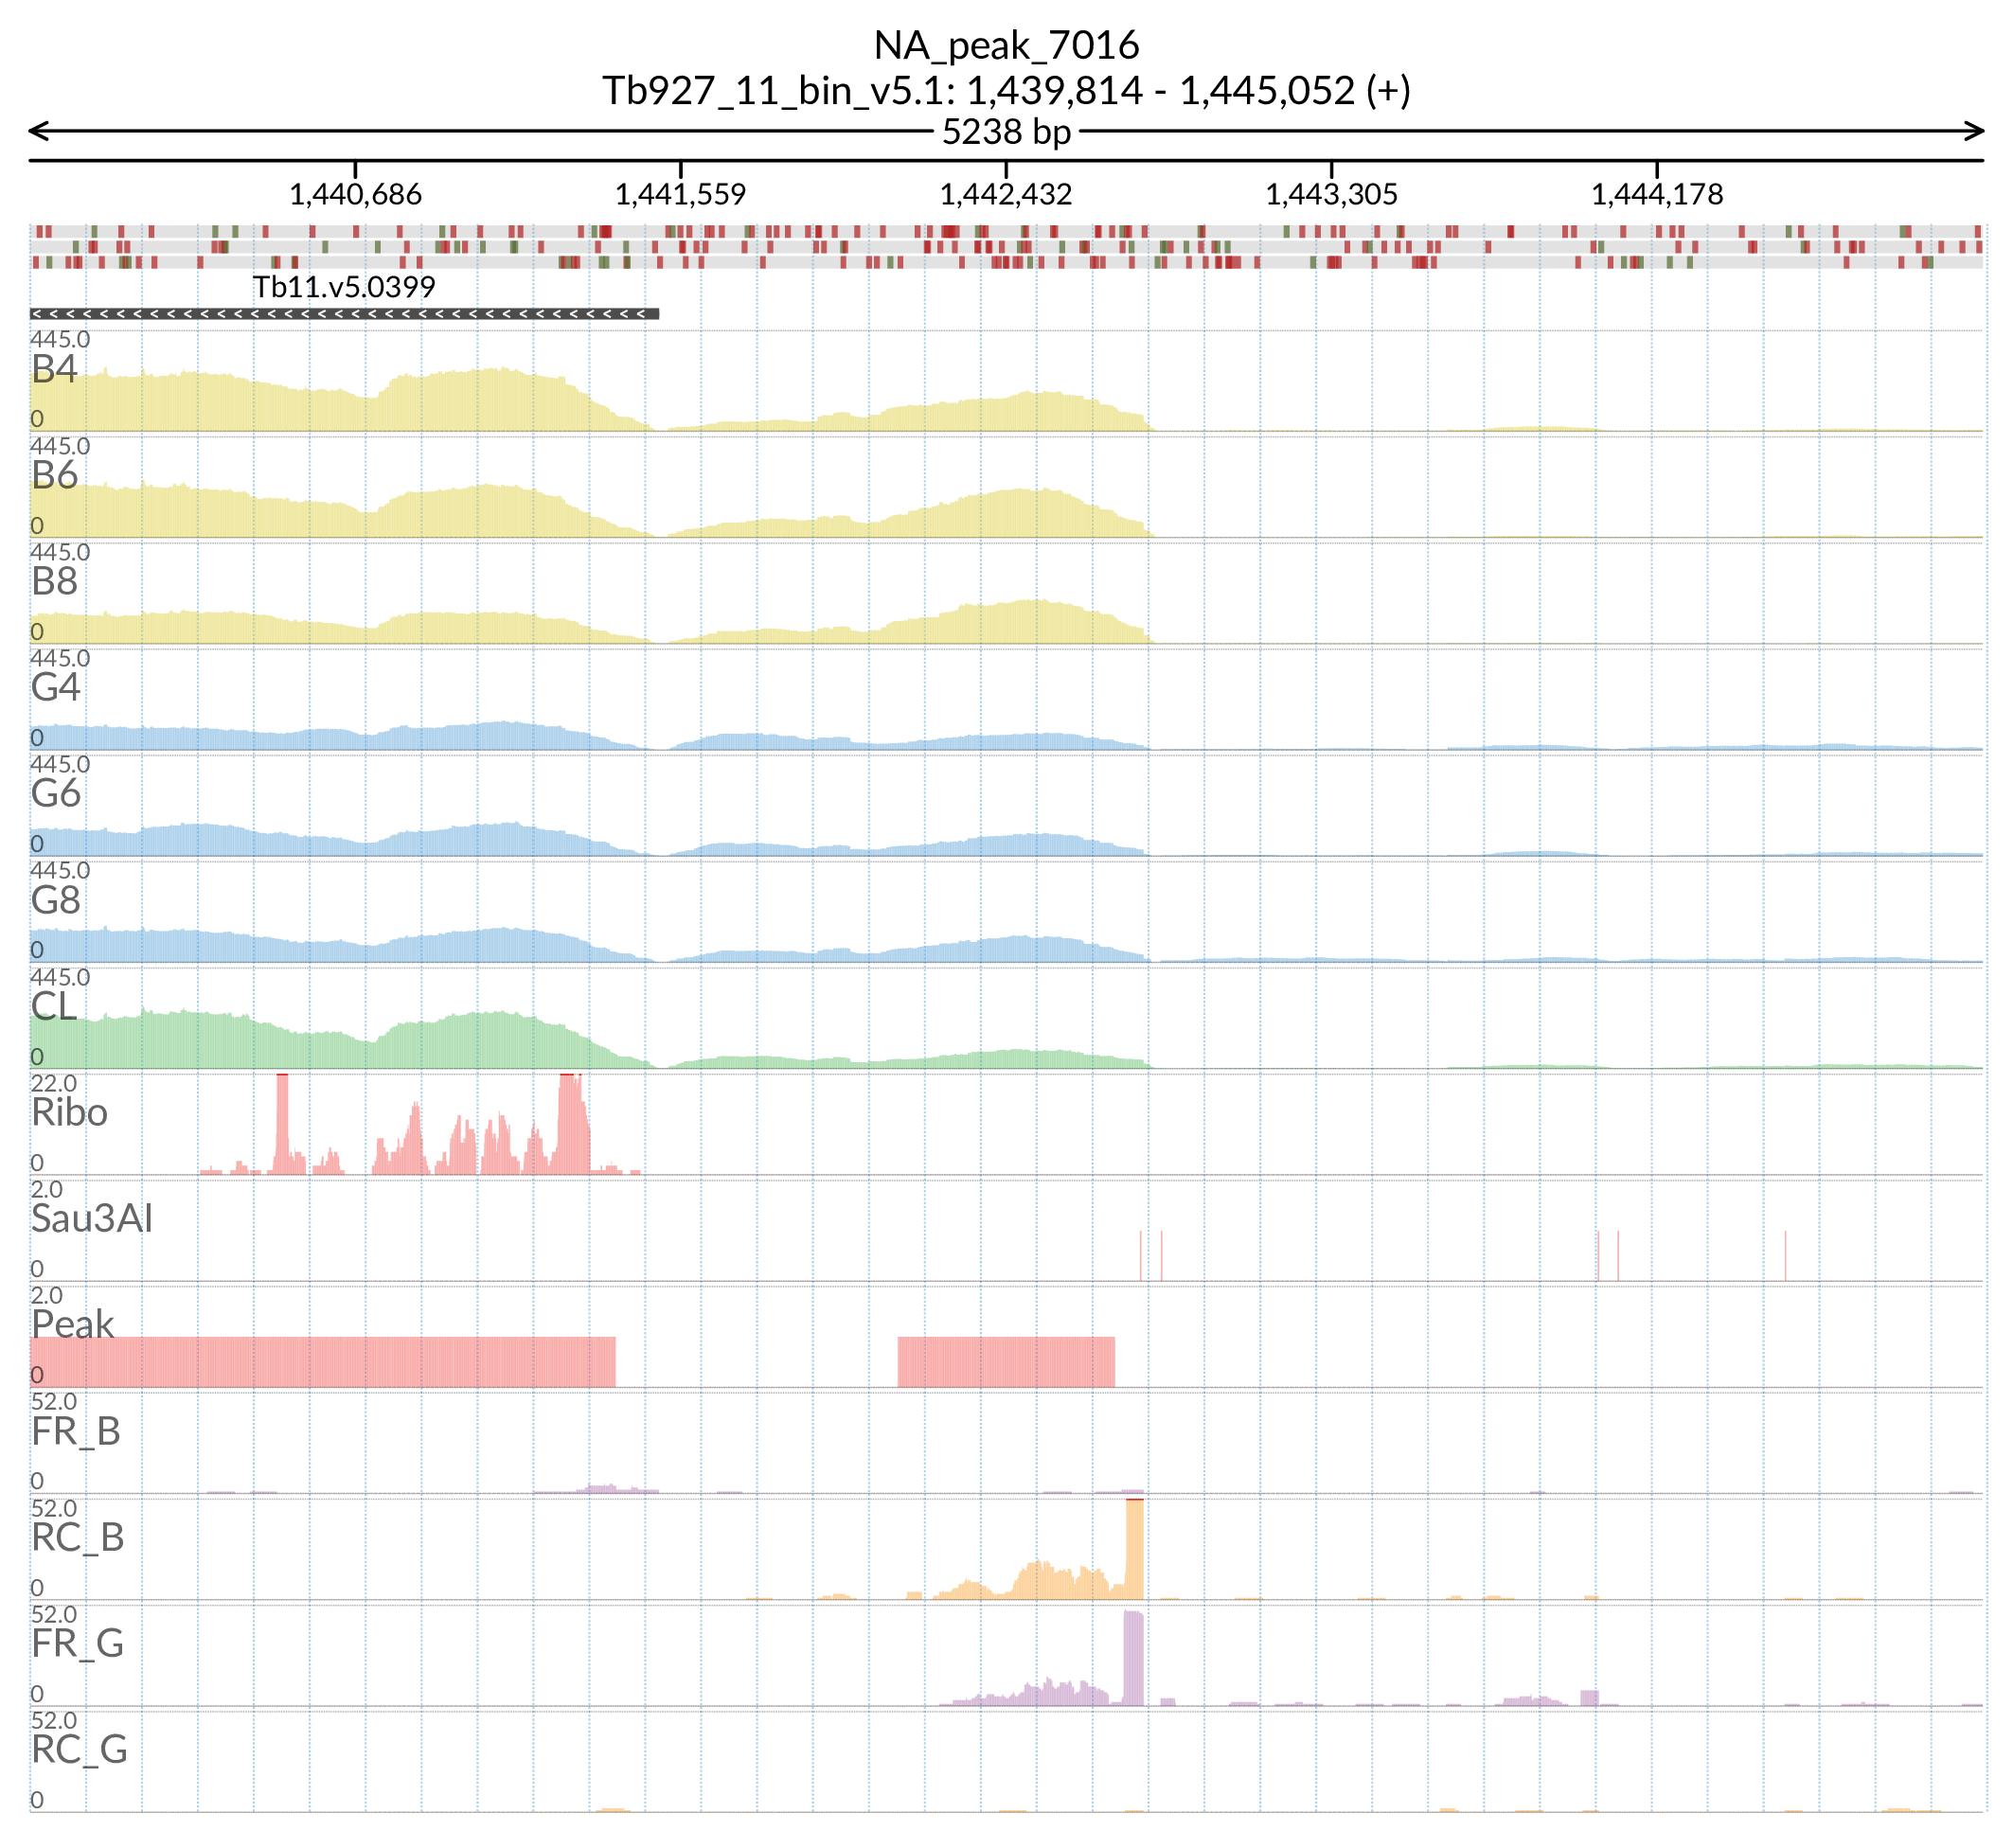 NA_peak_7016
Tb927_11_bin_v5.1: 1,439,814 - 1,445,052 (+)
5238 bp
1,440,686 1,441,559 1,442,432 1,443,305 1,444,178
Tb11.v5.0399
445.0
B4
0
445.0
B6
0
445.0
B8
0
445.0
G4
0
445.0
G6
0
445.0
G8
0
445.0
CL
0
22.0
Ribo
0
2.0
Sau3AI
0
2.0
Peak
0
52.0
FR_B
0
52.0
RC_B
0
52.0
FR_G
0
52.0
RC_G
0